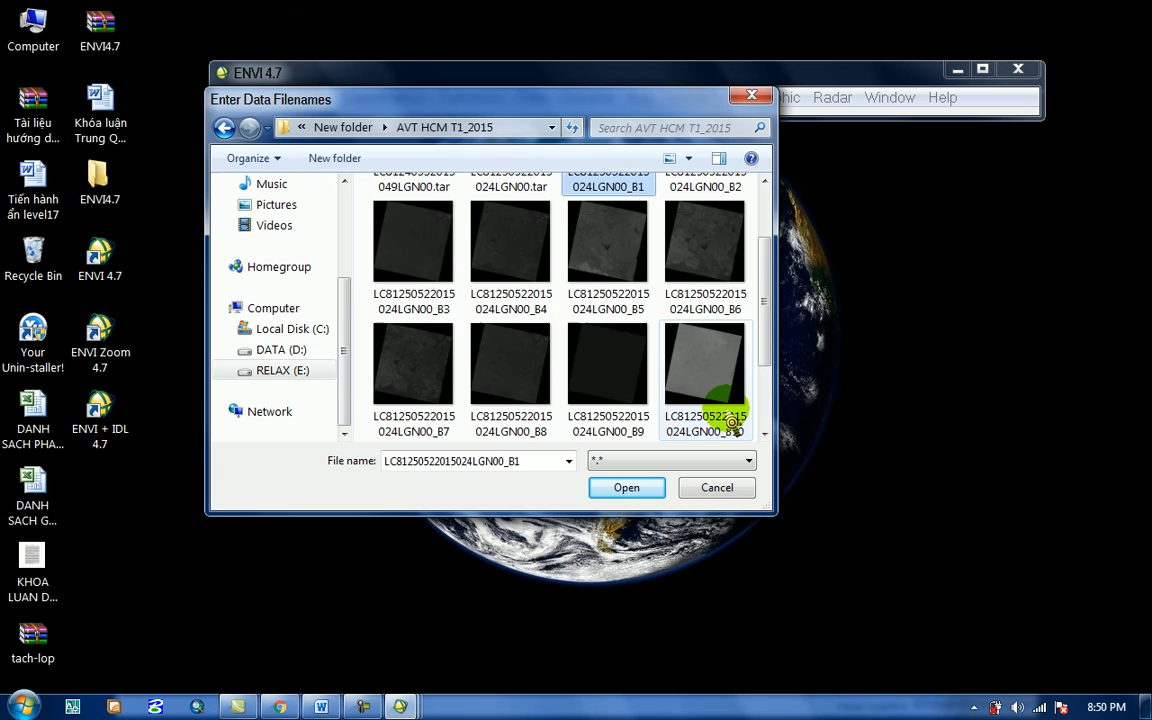 Computer
ENVI4.7
Tài liệu
hướng d...
Khóa luận
Trung Q...
Tiến hành
ẩn level17
ENVI4.7
Recycle Bin
ENVI 4.7
Your
Unin-staller!
ENVI Zoom
4.7
DANH
SACH PHA...
ENVI + IDL
4.7
DANH
SACH G...
KHOA
LUAN D...
tach-lop
ENVI 4.7
Enter Data Filenames
phic Radar Window Help
« New folder AVT HCM T1_2015
Search AVT HCM T1_2015
Organize New folder
Music
Pictures
Videos
Homegroup
Computer
Local Disk (C:)
DATA (D:)
RELAX (E:)
Network
049LGN00.tar
024LGN00.tar
024LGN00_B1
024LGN00_B2
LC81250522015
024LGN00_B3
LC81250522015
024LGN00_B4
LC81250522015
024LGN00_B5
LC81250522015
024LGN00_B6
LC81250522015
024LGN00_B7
LC81250522015
024LGN00_B8
LC81250522015
024LGN00_B9
LC81250522015
File name: LC81250522015024LGN00_B1
*.*
Open Cancel
8:50 PM